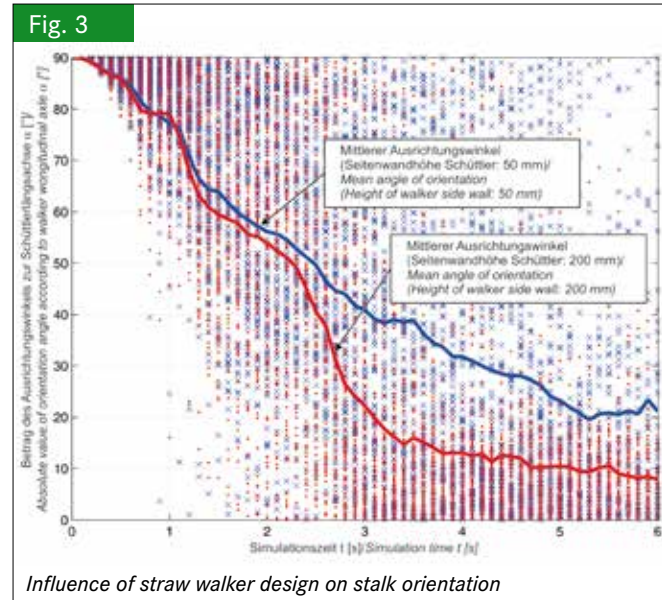 Fig. 3
Betrag des Ausrichtungswinkels zur Schüttlerlängsachse α [°]/
Absolute value of orientation angle according to walker wongitudinal axle α [°]
90
80
70
60
50
40
30
20
10
0
Mittlerer Ausrichtungswinkel
(Seitenwandhöhe Schüttler: 50 mm)/
Mean angle of orientation
(Height of walker side wall: 50 mm)
Mittlerer Ausrichtungswinkel
(Seitenwandhöhe Schüttler: 200 mm)/
Mean angle of orientation
(Height of walker side wall: 200 mm)
0 1 2 3 4 5 6
Simulationszeit t [s]/Simulation time t [s]
Influence of straw walker design on stalk orientation